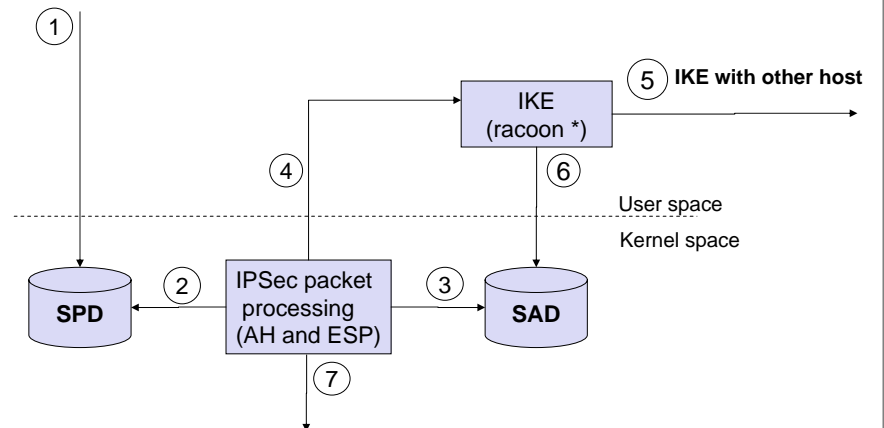 1
5 IKE with other host
IKE
(racoon *)
4
6
User space
Kernel space
IPSec packet
processing
(AH and ESP)
2
3
SPD
SAD
7